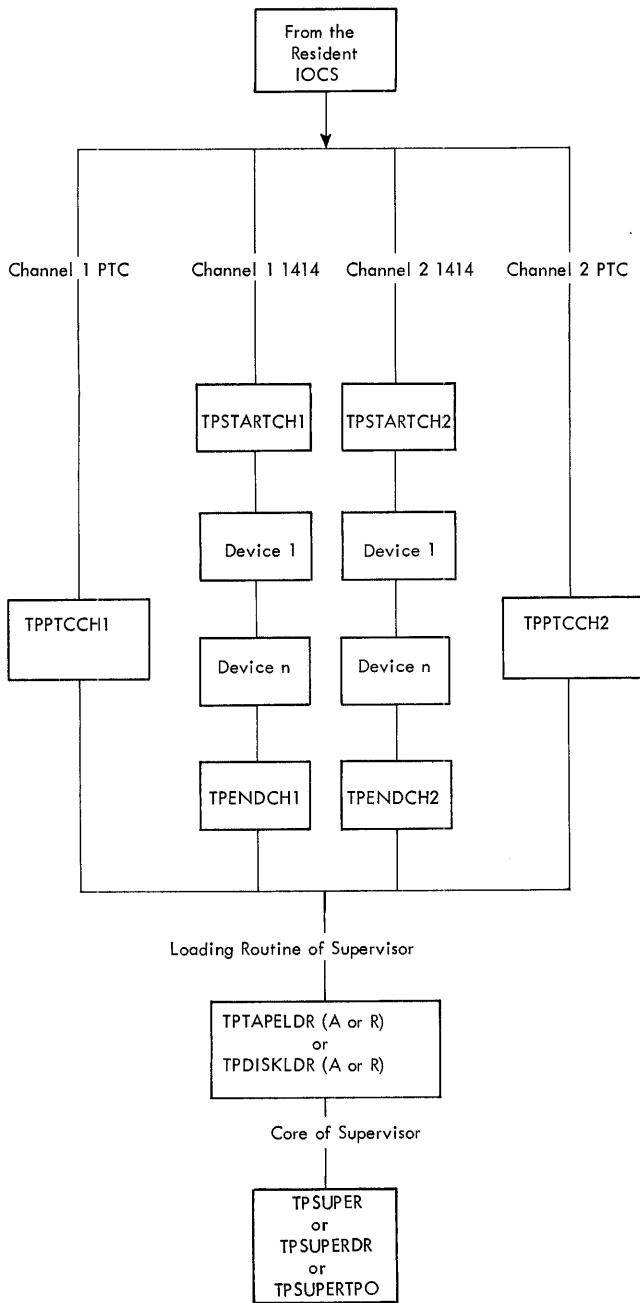 From the
Resident
IOCS
Channel 1 PTC
Channel 1 1414
Channel 2 1414
Channel 2 PTC
TPSTARTCH1
TPSTARTCH2
Device 1
Device 1
TPPTCCH1
TPPTCCH2
Device n
Device n
TPENDCH1
TPENDCH2
Loading Routine of Supervisor
TPTAPELDR (A or R)
or
TPDISKLDR (A or R)
Core of Supervisor
TPSUPER
or
TPSUPERDR
or
TPSUPERTPO